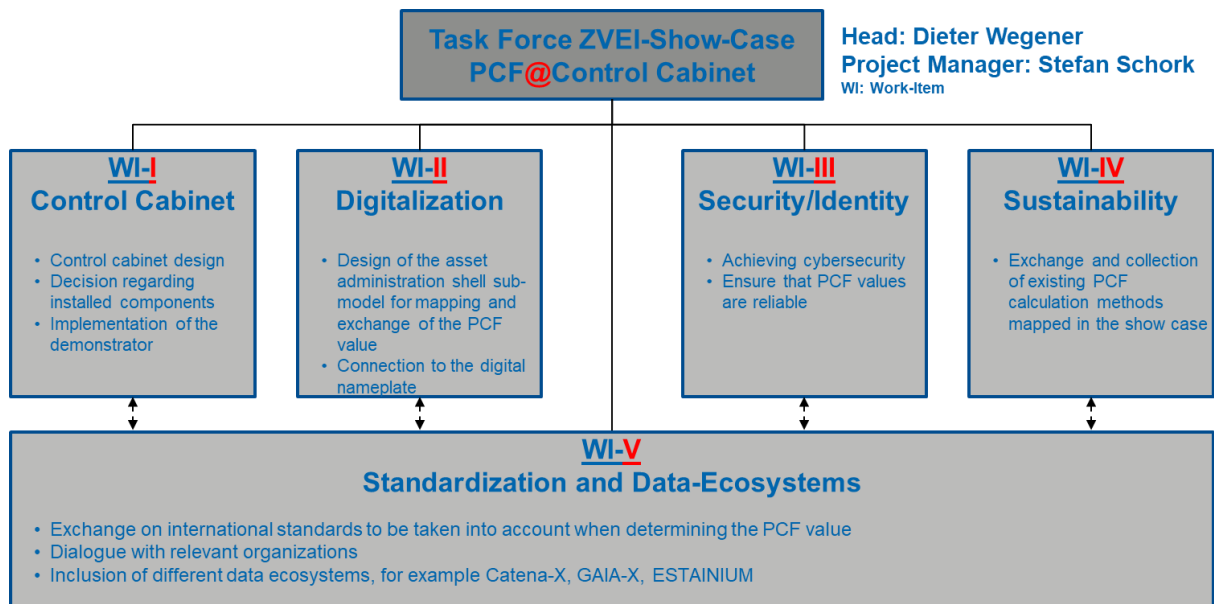 Task Force ZVEI-Show-Case
PCF@Control Cabinet
Head: Dieter Wegener
Project Manager: Stefan Schork
WI: Work-Item
WI-I
Control Cabinet
• Control cabinet design
• Decision regarding
installed components
• Implementation of the
demonstrator
WI-II
Digitalization
• Design of the asset
administration shell sub-
model for mapping and
exchange of the PCF
value
• Connection to the digital
nameplate
WI-III
Security/Identity
• Achieving cybersecurity
• Ensure that PCF values
are reliable
WI-IV
Sustainability
• Exchange and collection
of existing PCF
calculation methods
mapped in the show case
WI-V
Standardization and Data-Ecosystems
• Exchange on international standards to be taken into account when determining the PCF value
• Dialogue with relevant organizations
• Inclusion of different data ecosystems, for example Catena-X, GAIA-X, ESTAINIUM